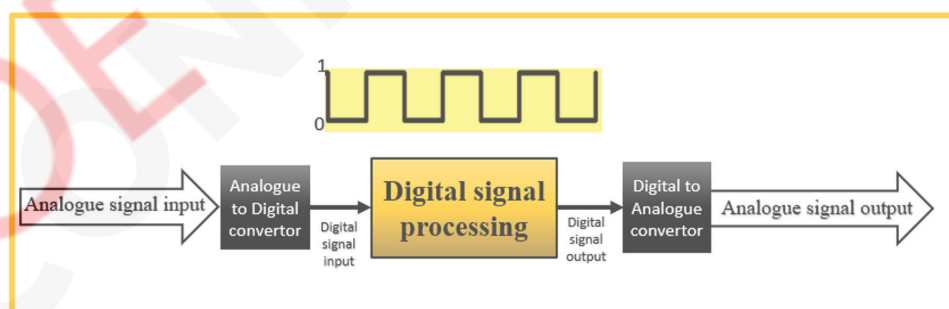 1
0
Analogue signal input
Analogue
to Digital
convertor
Digital
signal
input
Digital signal
processing
Digital
signal
output
Digital to
Analogue
convertor
Analogue signal output